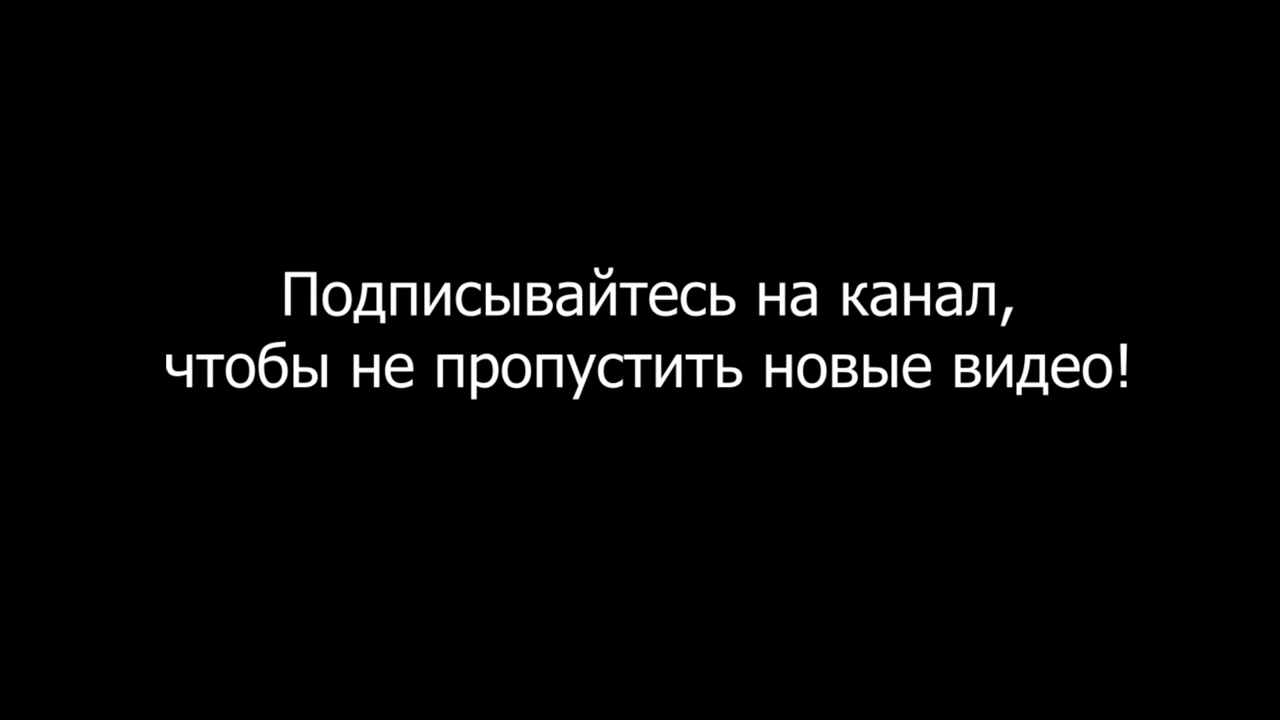 Подписывайтесь на канал,
чтобы не пропустить новые видео!